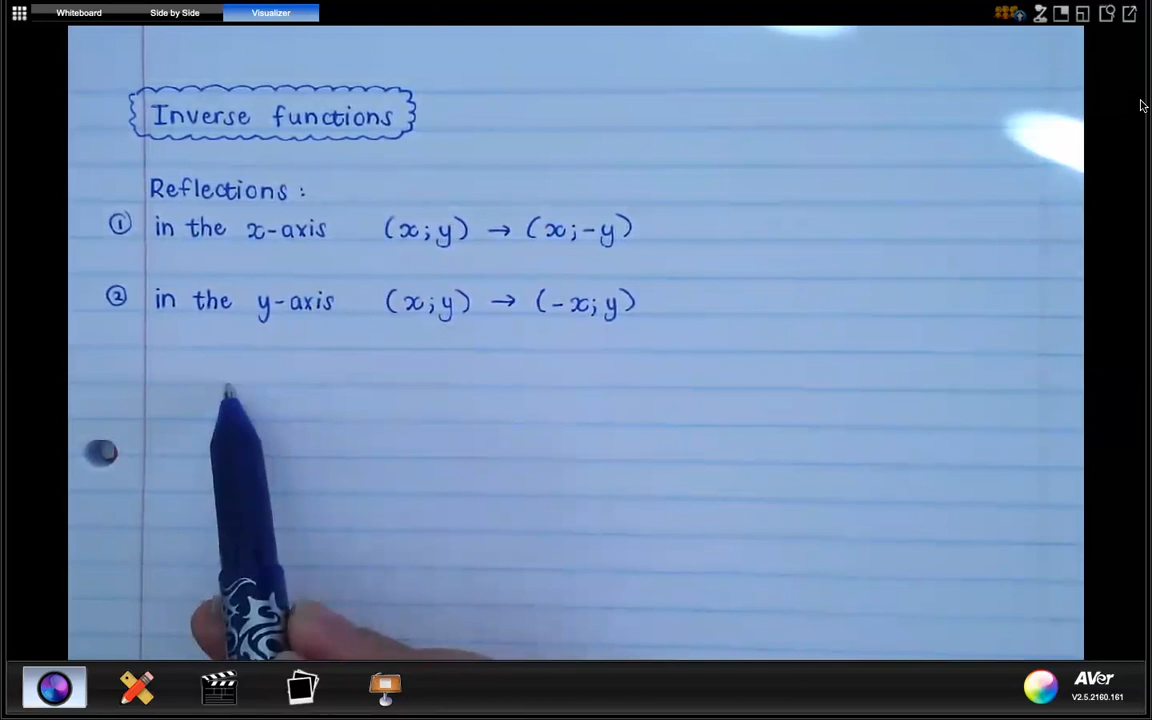 Whiteboard Side by Side Visualizer
Inverse functions
Reflections :
① in the x-axis (x;y) → (x;-y)
② in the y-axis (x;y) → (-x;y)
AVer
V2.5.2160.161